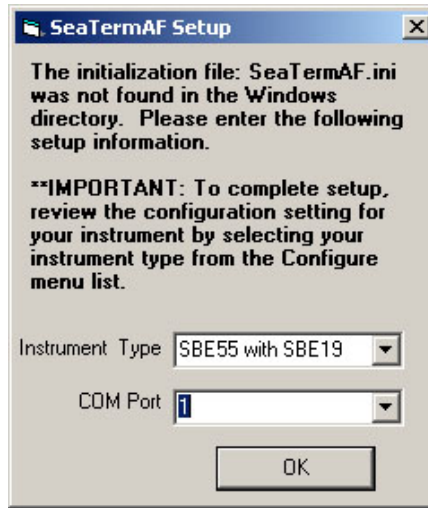 SeaTermAF Setup
The initialization file: SeaTermAF.ini
was not found in the Windows
directory.  Please enter the following
setup information.
**IMPORTANT: To complete setup,
review the configuration setting for
your instrument by selecting your
instrument type from the Configure
menu list.
Instrument Type SBE55 with SBE19
COM Port 1
OK